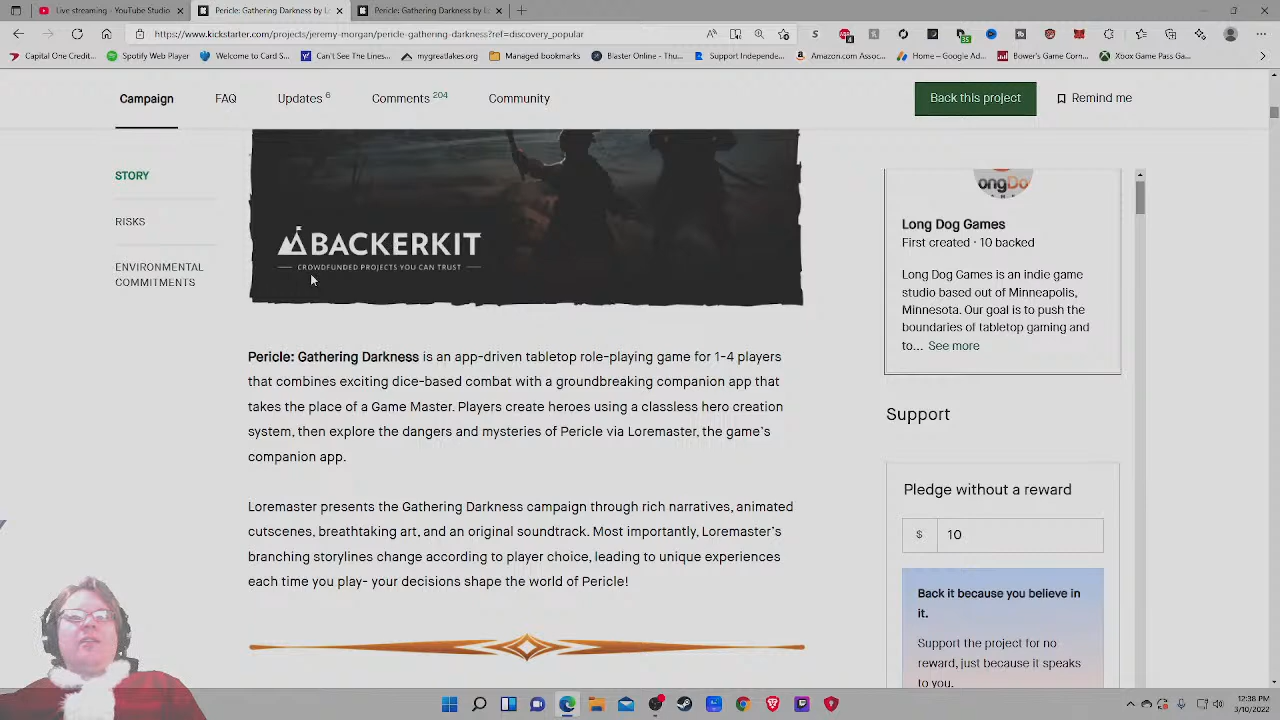 Live streaming - YouTube Studio
Pericle: Gathering Darkness by Lo
Pericle: Gathering Darkness by Lo
https://www.kickstarter.com/projects/jeremy-morgan/pericle-gathering-darkness?ref=discovery_popular
Capital One Credit...
Spotify Web Player
Welcome to Card S...
LoadingReadyLive -...
mygreatlakes.org
Managed bookmarks
Blaster Online - Thu...
Support Independe...
Amazon.com Assoc...
Home – Google Ad...
Bower's Game Com...
Xbox Game Pass Ga...
Campaign
FAQ
Updates 6
Comments 204
Community
Back this project
Remind me
STORY
RISKS
ENVIRONMENTAL
COMMITMENTS
BACKERKIT
CROWDFUNDED PROJECTS YOU CAN TRUST
Pericle: Gathering Darkness is an app-driven tabletop role-playing game for 1-4 players
that combines exciting dice-based combat with a groundbreaking companion app that
takes the place of a Game Master. Players create heroes using a classless hero creation
system, then explore the dangers and mysteries of Pericle via Loremaster, the game's
companion app.
Loremaster presents the Gathering Darkness campaign through rich narratives, animated
cutscenes, breathtaking art, and an original soundtrack. Most importantly, Loremaster's
branching storylines change according to player choice, leading to unique experiences
each time you play- your decisions shape the world of Pericle!
ongDo
Long Dog Games
First created · 10 backed
Long Dog Games is an indie game
studio based out of Minneapolis,
Minnesota. Our goal is to push the
boundaries of tabletop gaming and
to... See more
Support
Pledge without a reward
$ 10
Back it because you believe in
it.
Support the project for no
reward, just because it speaks
to you.
12:38 PM
3/10/2022